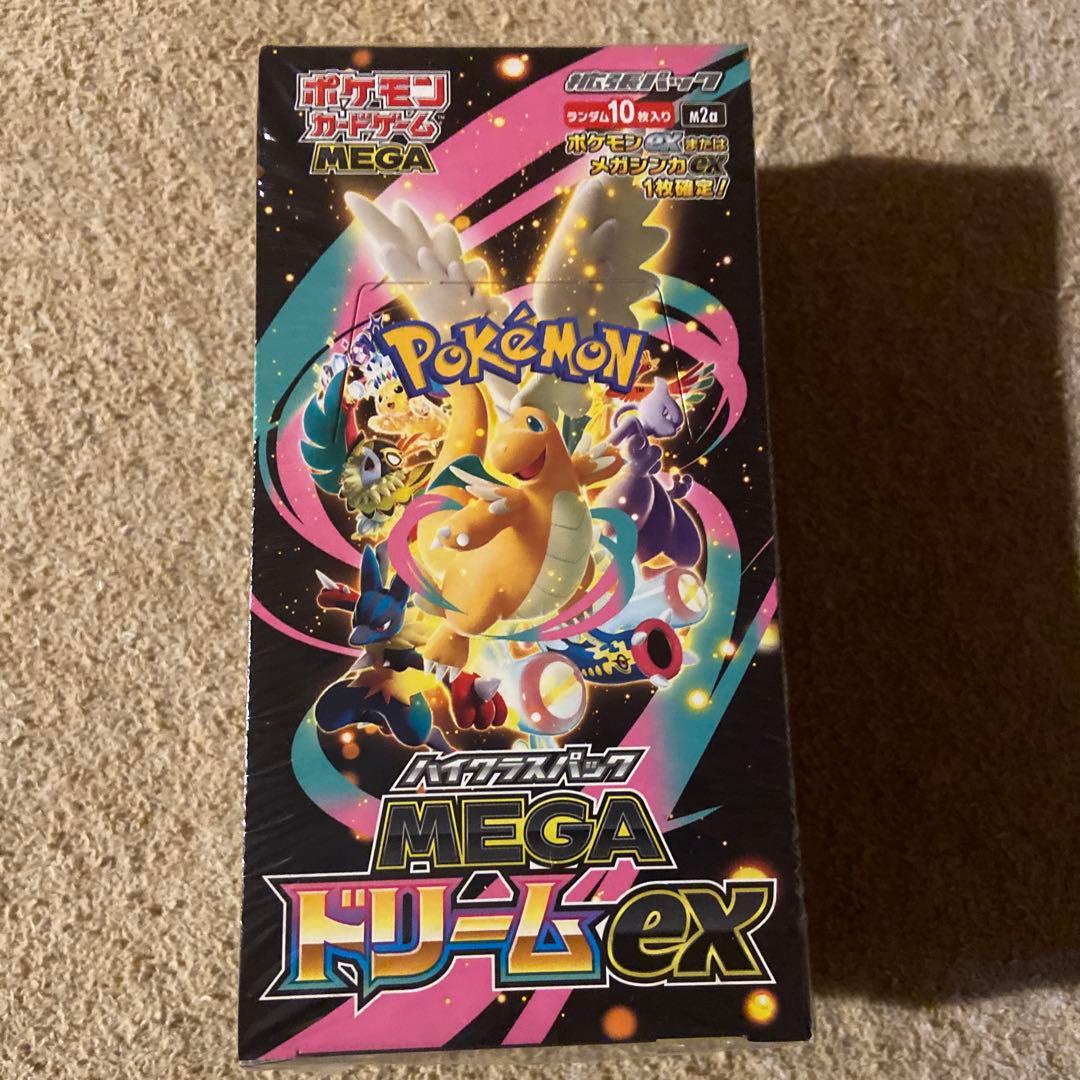 ポケモン
カードゲーム™
MEGA
拡張パック
ランダム10枚入り M2a
ポケモンexまたは
メガシンカex
1枚確定!
POKÉMON
TM
ハイクラスパック
MEGA
ドリームex